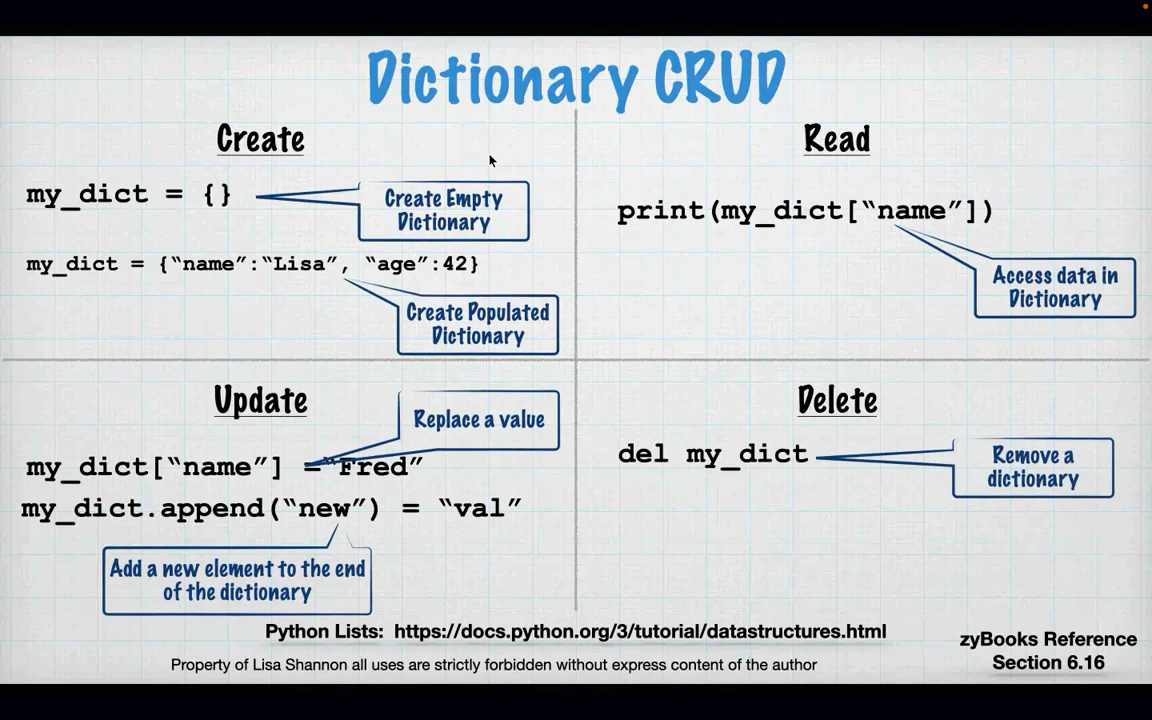 Dictionary CRUD
Create
my_dict = {}
Create Empty
Dictionary
my_dict = {“name”:“Lisa”, “age”:42}
Create Populated
Dictionary
Read
print(my_dict[“name”])
Access data in
Dictionary
Update
Replace a value
my_dict[“name”] =“Fred”
my_dict.append(“new”) = “val”
Add a new element to the end
of the dictionary
Delete
del my_dict
Remove a
dictionary
Python Lists: https://docs.python.org/3/tutorial/datastructures.html
Property of Lisa Shannon all uses are strictly forbidden without express content of the author
zyBooks Reference
Section 6.16